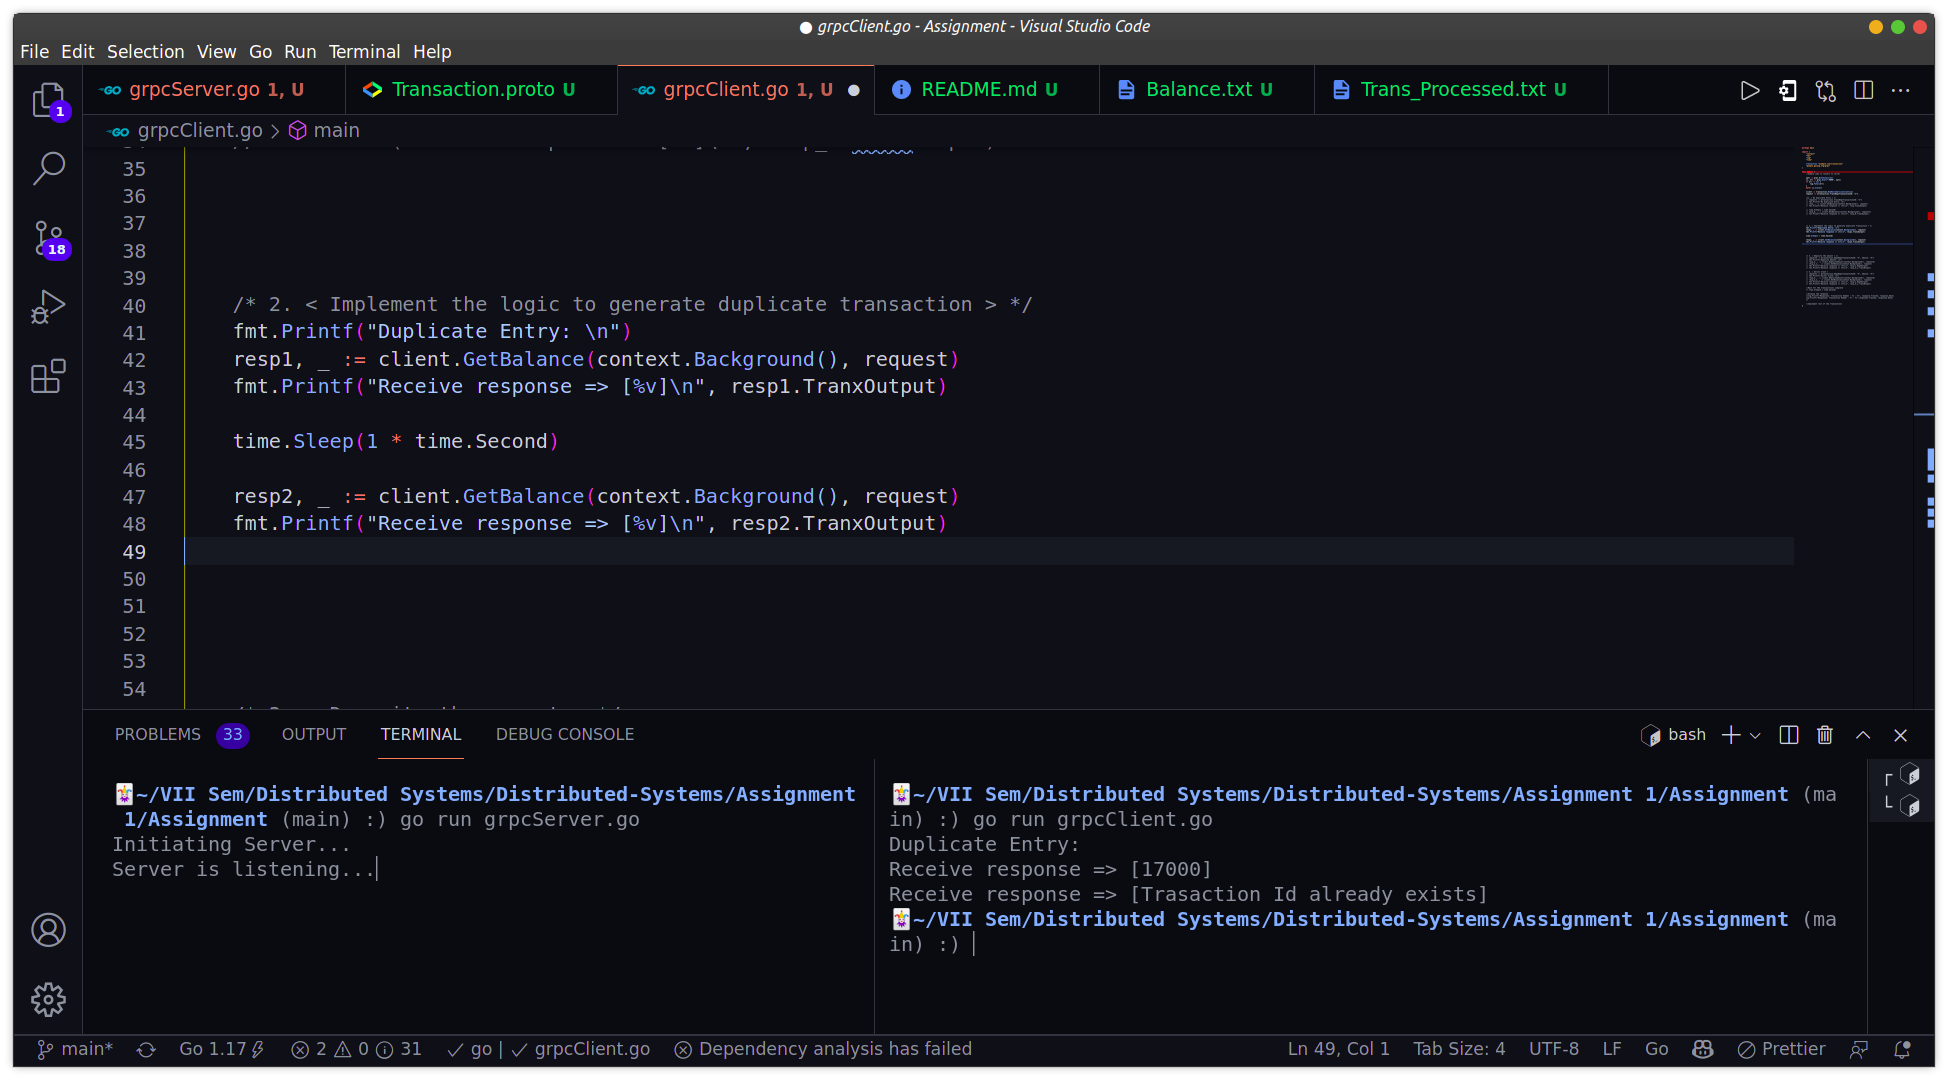 grpcClient.go - Assignment - Visual Studio Code
File Edit Selection View Go Run Terminal Help
1
grpcServer.go 1, U
Transaction.proto U
grpcClient.go 1, U
README.md U
Balance.txt U
Trans_Processed.txt U
grpcClient.go > main
35
36
37
38
39
40 /* 2. < Implement the logic to generate duplicate transaction > */
41 fmt.Printf("Duplicate Entry: \n")
42 resp1, _ := client.GetBalance(context.Background(), request)
43 fmt.Printf("Receive response => [%v]\n", resp1.TranxOutput)
44
45 time.Sleep(1 * time.Second)
46
47 resp2, _ := client.GetBalance(context.Background(), request)
48 fmt.Printf("Receive response => [%v]\n", resp2.TranxOutput)
49
50
51
52
53
54
18
PROBLEMS 33 OUTPUT TERMINAL DEBUG CONSOLE
bash
~/VII Sem/Distributed Systems/Distributed-Systems/Assignment
1/Assignment (main) :) go run grpcServer.go
Initiating Server...
Server is listening...
~/VII Sem/Distributed Systems/Distributed-Systems/Assignment 1/Assignment (ma
in) :) go run grpcClient.go
Duplicate Entry:
Receive response => [17000]
Receive response => [Trasaction Id already exists]
~/VII Sem/Distributed Systems/Distributed-Systems/Assignment 1/Assignment (ma
in) :)
main* Go 1.17 2 0 31 go | grpcClient.go Dependency analysis has failed Ln 49, Col 1 Tab Size: 4 UTF-8 LF Go Prettier